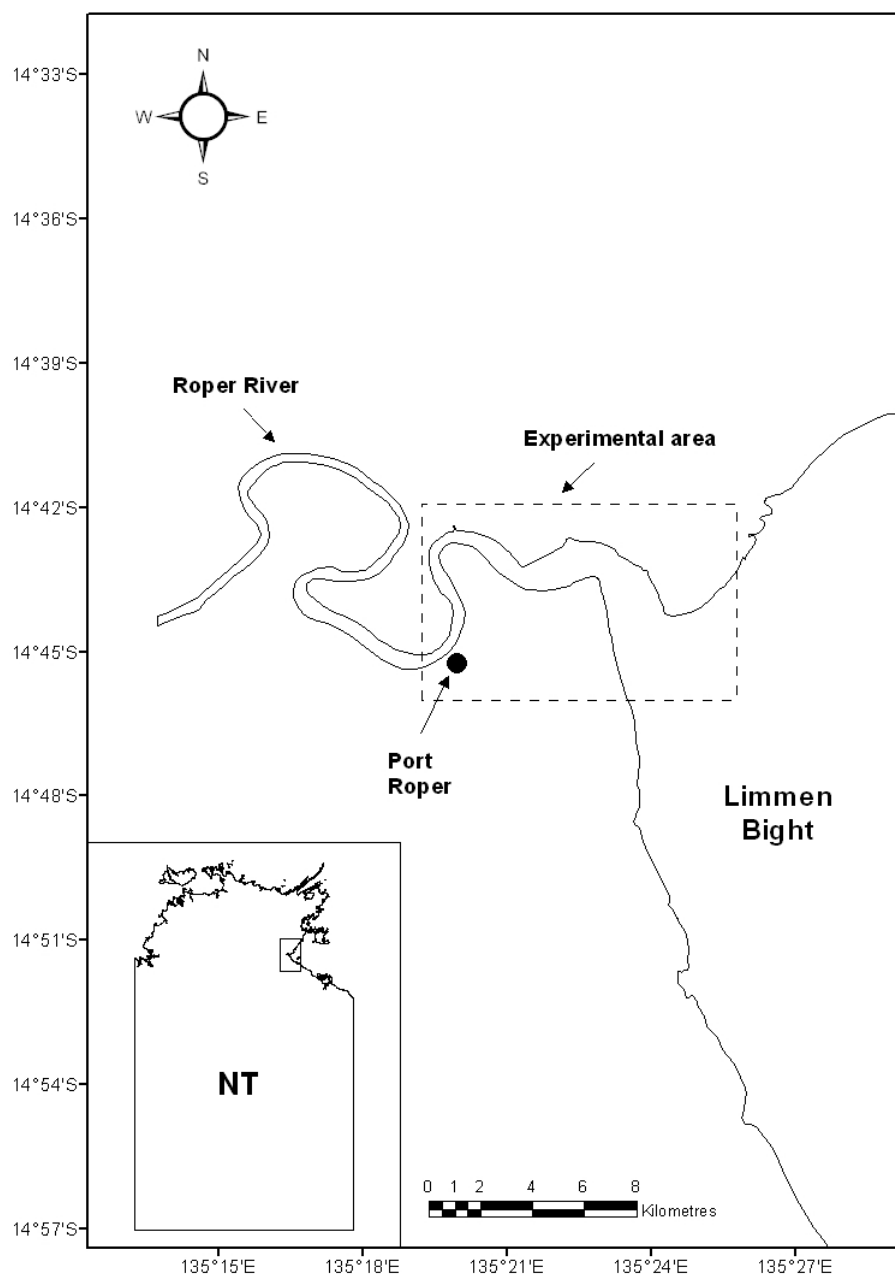 14°33'S
N
W
E
S
14°36'S
14°39'S
Roper River
Experimental area
14°42'S
14°45'S
Port
Roper
14°48'S
Limmen
Bight
14°51'S
14°54'S
NT
0 1 2 4 6 8
Kilometres
14°57'S
135°15'E 135°18'E 135°21'E 135°24'E 135°27'E